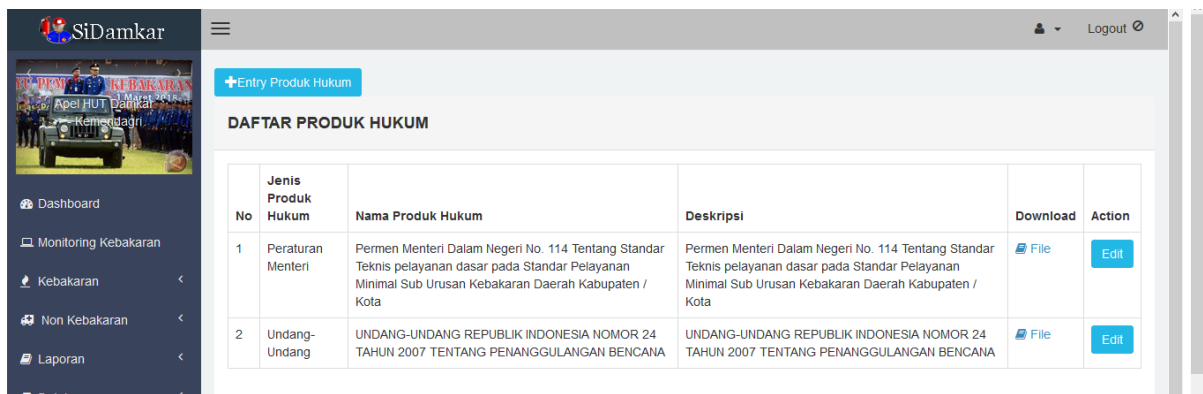 SiDamkar
Logout
PEM KEBAKARAN
1 Maret 2018
Apel HUT Damkar
- Kemendagri
Dashboard
Monitoring Kebakaran
Kebakaran
Non Kebakaran
Laporan
Entry Produk Hukum
DAFTAR PRODUK HUKUM
No
Jenis
Produk
Hukum
Nama Produk Hukum
Deskripsi
Download
Action
1
Peraturan
Menteri
Permen Menteri Dalam Negeri No. 114 Tentang Standar
Teknis pelayanan dasar pada Standar Pelayanan
Minimal Sub Urusan Kebakaran Daerah Kabupaten /
Kota
Permen Menteri Dalam Negeri No. 114 Tentang Standar
Teknis pelayanan dasar pada Standar Pelayanan
Minimal Sub Urusan Kebakaran Daerah Kabupaten /
Kota
File
Edit
2
Undang-
Undang
UNDANG-UNDANG REPUBLIK INDONESIA NOMOR 24
TAHUN 2007 TENTANG PENANGGULANGAN BENCANA
UNDANG-UNDANG REPUBLIK INDONESIA NOMOR 24
TAHUN 2007 TENTANG PENANGGULANGAN BENCANA
File
Edit